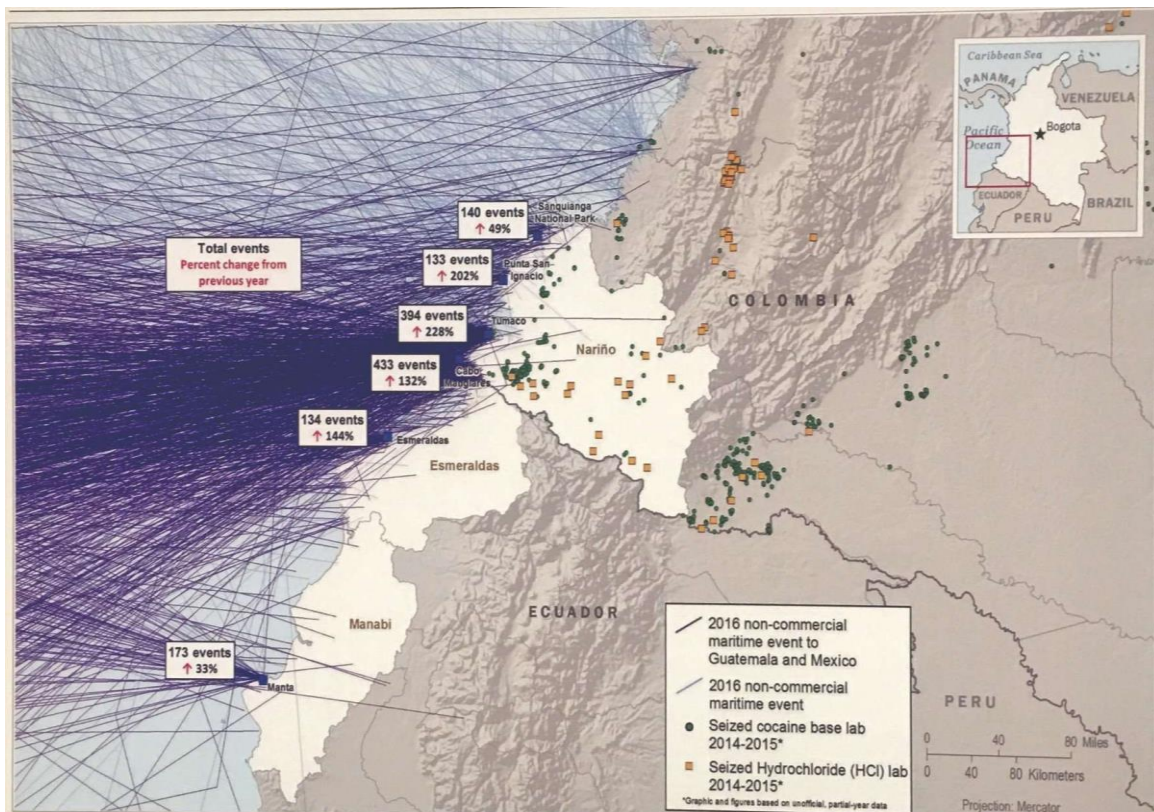 Caribbean Sea
PANAMA
VENEZUELA
Pacific
Ocean
Bogota
ECUADOR
PERU
BRAZIL
140 events
↑ 49%
Sanquianga
National Park
Total events
Percent change from
previous year
133 events
↑ 202%
Punta San
Ignacio
COLOMBIA
394 events
↑ 228%
Tumaco
Nariño
433 events
↑ 132%
Cabo
134 events
↑ 144%
Esmeraldas
Esmeraldas
ECUADOR
Manabi
173 events
↑ 33%
Manta
2016 non-commercial
maritime event to
Guatemala and Mexico
2016 non-commercial
maritime event
Seized cocaine base lab
2014-2015*
Seized Hydrochloride (HCl) lab
2014-2015*
*Graphic and figures based on unofficial, partial-year data
PERU
0 40 80 Miles
0 40 80 Kilometers
Projection: Mercator